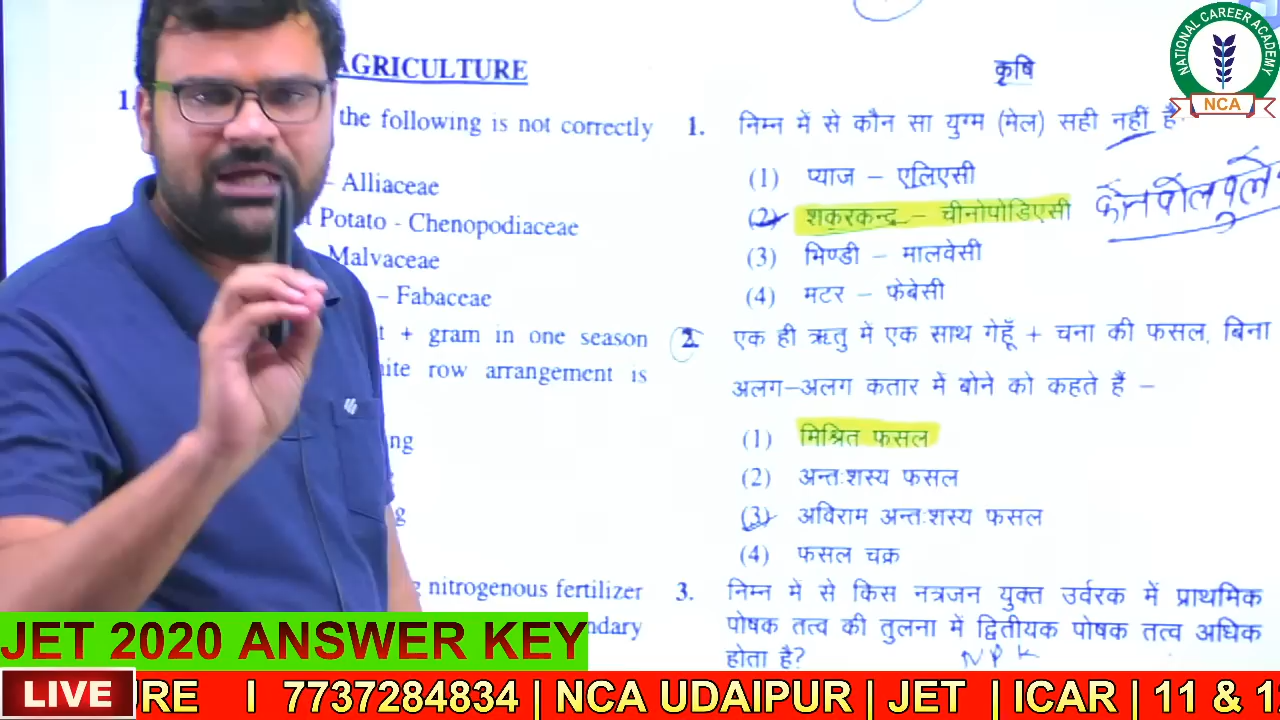 AGRICULTURE
1.
the following is not correctly
– Alliaceae
Potato - Chenopodiaceae
Malvaceae
– Fabaceae
+ gram in one season
row arrangement is
nitrogenous fertilizer
कृषि
1. निम्न में से कौन सा युग्म (मेल) सही नहीं है
(1) प्याज – एलिएसी
(2) शकरकन्द – चीनोपोडिएसी
(3) भिण्डी – मालवेसी
(4) मटर – फेबेसी
2. एक ही ऋतु में एक साथ गेहूँ + चना की फसल, बिना
अलग–अलग कतार में बोने को कहते हैं –
(1) मिश्रित फसल
(2) अन्तःशस्य फसल
(3) अविराम अन्तःशस्य फसल
(4) फसल चक्र
3. निम्न में से किस नत्रजन युक्त उर्वरक में प्राथमिक
पोषक तत्व की तुलना में द्वितीयक पोषक तत्व अधिक
होता है?
N P K
NATIONAL CAREER ACADEMY
NCA
JET 2020 ANSWER KEY
LIVE
URE I 7737284834 | NCA UDAIPUR | JET | ICAR | 11 & 1